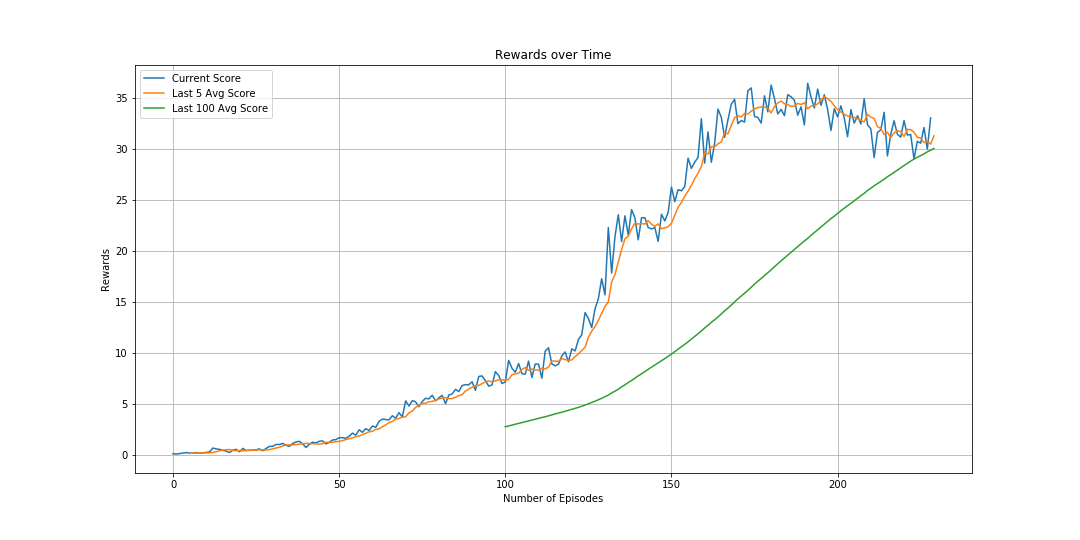 Rewards over Time
Current Score
Last 5 Avg Score
Last 100 Avg Score
35
30
25
20
15
10
5
0
Rewards
0 50 100 150 200
Number of Episodes